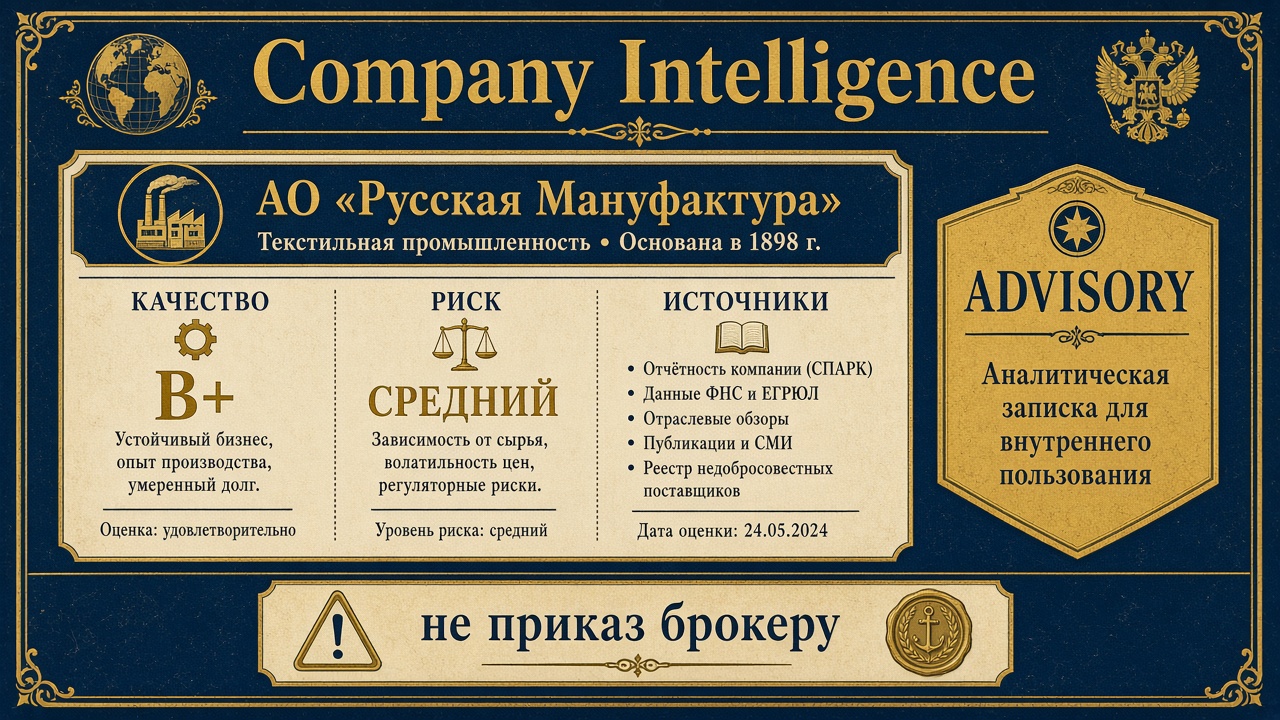 Company Intelligence
АО «Русская Мануфактура»
Текстильная промышленность • Основана в 1898 г.
КАЧЕСТВО
B+
Устойчивый бизнес,
опыт производства,
умеренный долг.
Оценка: удовлетворительно
РИСК
СРЕДНИЙ
Зависимость от сырья,
волатильность цен,
регуляторные риски.
Уровень риска: средний
ИСТОЧНИКИ
• Отчётность компании (СПАРК)
• Данные ФНС и ЕГРЮЛ
• Отраслевые обзоры
• Публикации и СМИ
• Реестр недобросовестных
поставщиков
Дата оценки: 24.05.2024
ADVISORY
Аналитическая
записка для
внутреннего
пользования
не приказ брокеру